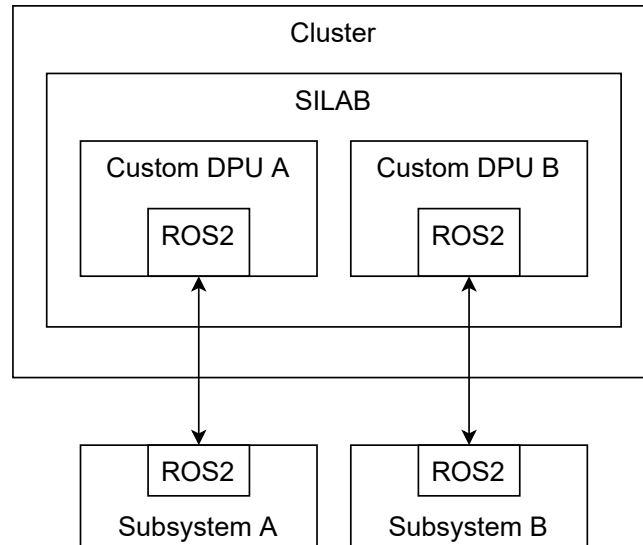 Cluster
SILAB
Custom DPU A
Custom DPU B
ROS2
ROS2
ROS2
ROS2
Subsystem A
Subsystem B